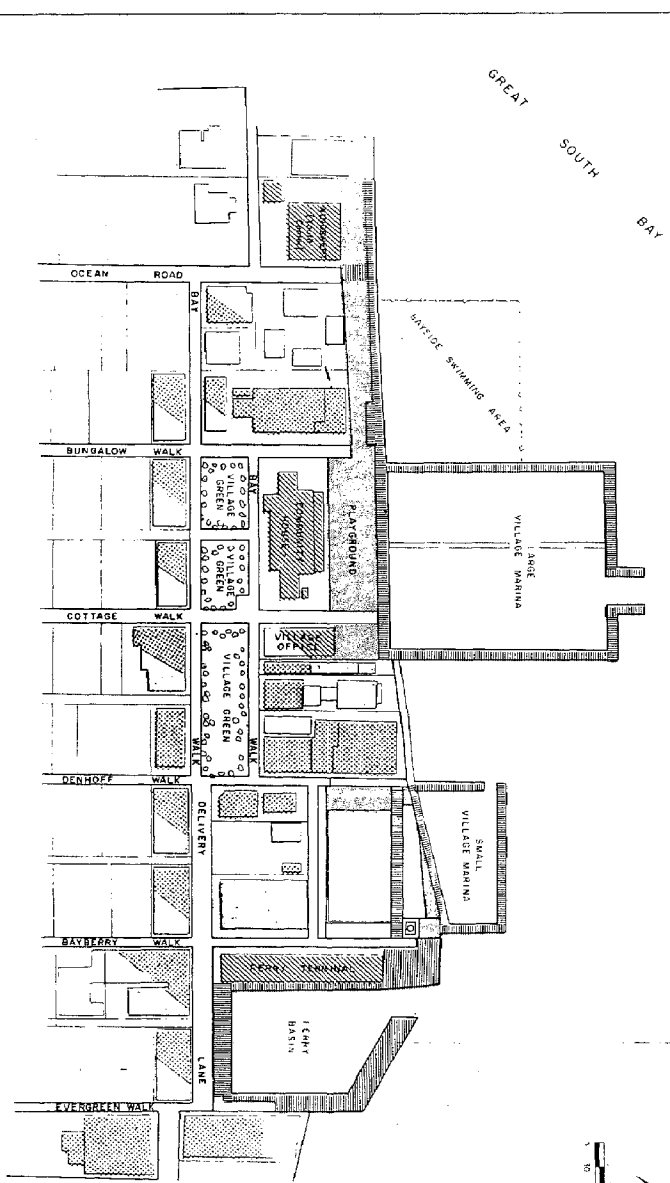 GREAT
SOUTH
BAY
OCEAN ROAD
BAY
BAYSIDE SWIMMING AREA
BUNGALOW WALK
VILLAGE
GREEN
BAY
COMMUNITY
HOUSE
PLAYGROUND
LARGE
VILLAGE MARINA
VILLAGE
GREEN
COTTAGE WALK
VILLAGE
OFFICE
VILLAGE GREEN
WALK
WALK
DENHOFF WALK
DELIVERY
SMALL
VILLAGE MARINA
BAYBERRY WALK
FERRY TERMINAL
FERRY
BASIN
LANE
EVERGREEN WALK
30